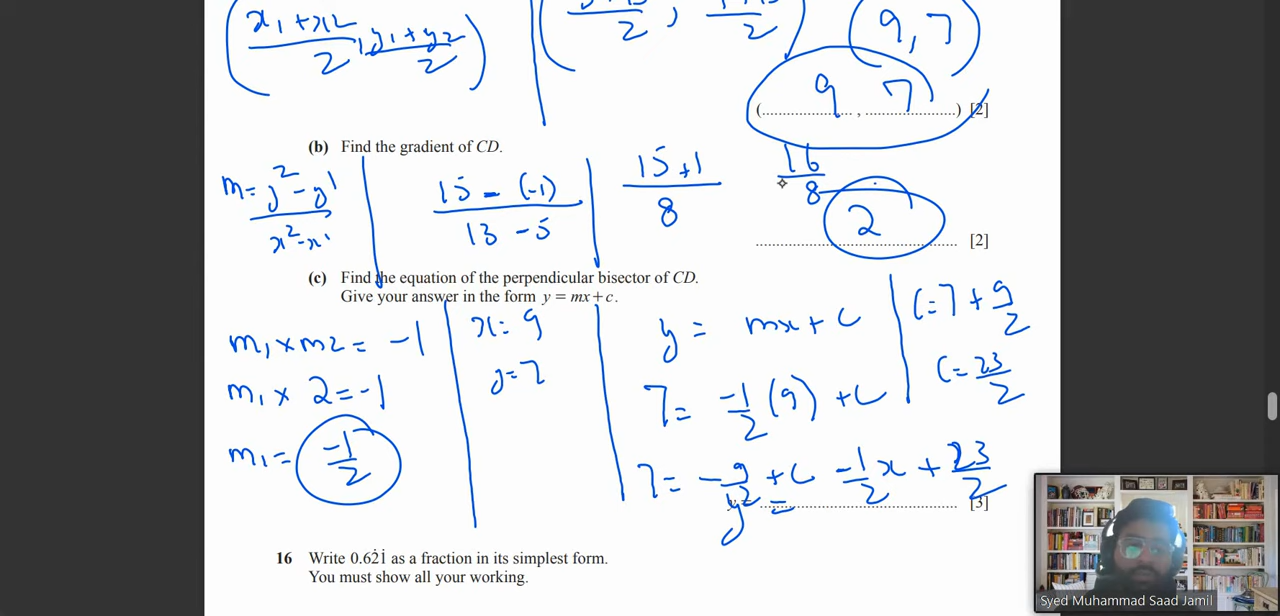 (x1+x2/2, y1+y2/2)
2 , 2
(9,7)
9 7
(..................... , .....................) [2]
(b) Find the gradient of CD.
m= y2-y1/x2-x1
15 - (-1)/13 - 5
15+1/8
16/8
2
..................................................... [2]
(c) Find the equation of the perpendicular bisector of CD.
Give your answer in the form y = mx+c.
m1 x m2 = -1
m1 x 2 = -1
m1 = -1/2
x = 9
y = 7
y = mx + c
7 = -1/2 (9) + c
7 = -9/2 + c
c = 7 + 9/2
c = 23/2
y = -1/2 x + 23/2
y = ..................................................... [3]
16 Write 0.62̇1̇ as a fraction in its simplest form.
You must show all your working.
Syed Muhammad Saad Jamil